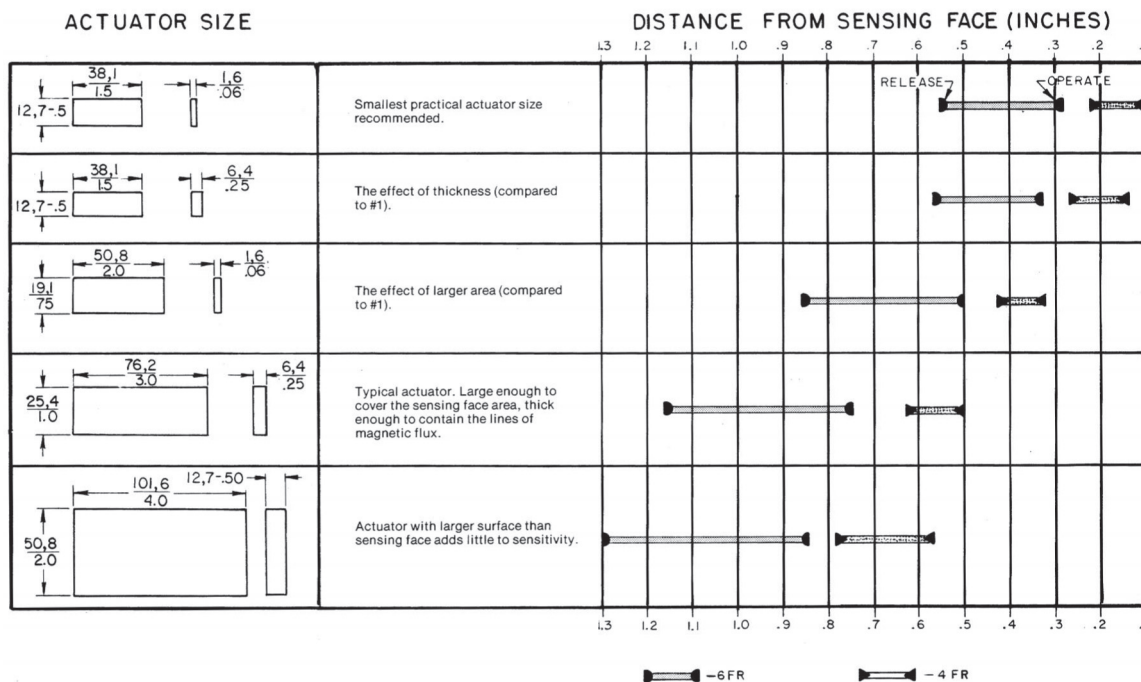 ACTUATOR SIZE
DISTANCE FROM SENSING FACE (INCHES)
1.3 1.2 1.1 1.0 .9 .8 .7 .6 .5 .4 .3 .2
38,1
1.5
1,6
.06
12,7-.5
Smallest practical actuator size
recommended.
RELEASE
OPERATE
38,1
1.5
6,4
.25
12,7-.5
The effect of thickness (compared
to #1).
50,8
2.0
1,6
.06
19,1
75
The effect of larger area (compared
to #1).
76,2
3.0
6,4
.25
25,4
1.0
Typical actuator. Large enough to
cover the sensing face area, thick
enough to contain the lines of
magnetic flux.
12,7-.50
101,6
4.0
50,8
2.0
Actuator with larger surface than
sensing face adds little to sensitivity.
1.3 1.2 1.1 1.0 .9 .8 .7 .6 .5 .4 .3 .2
-6FR
-4FR